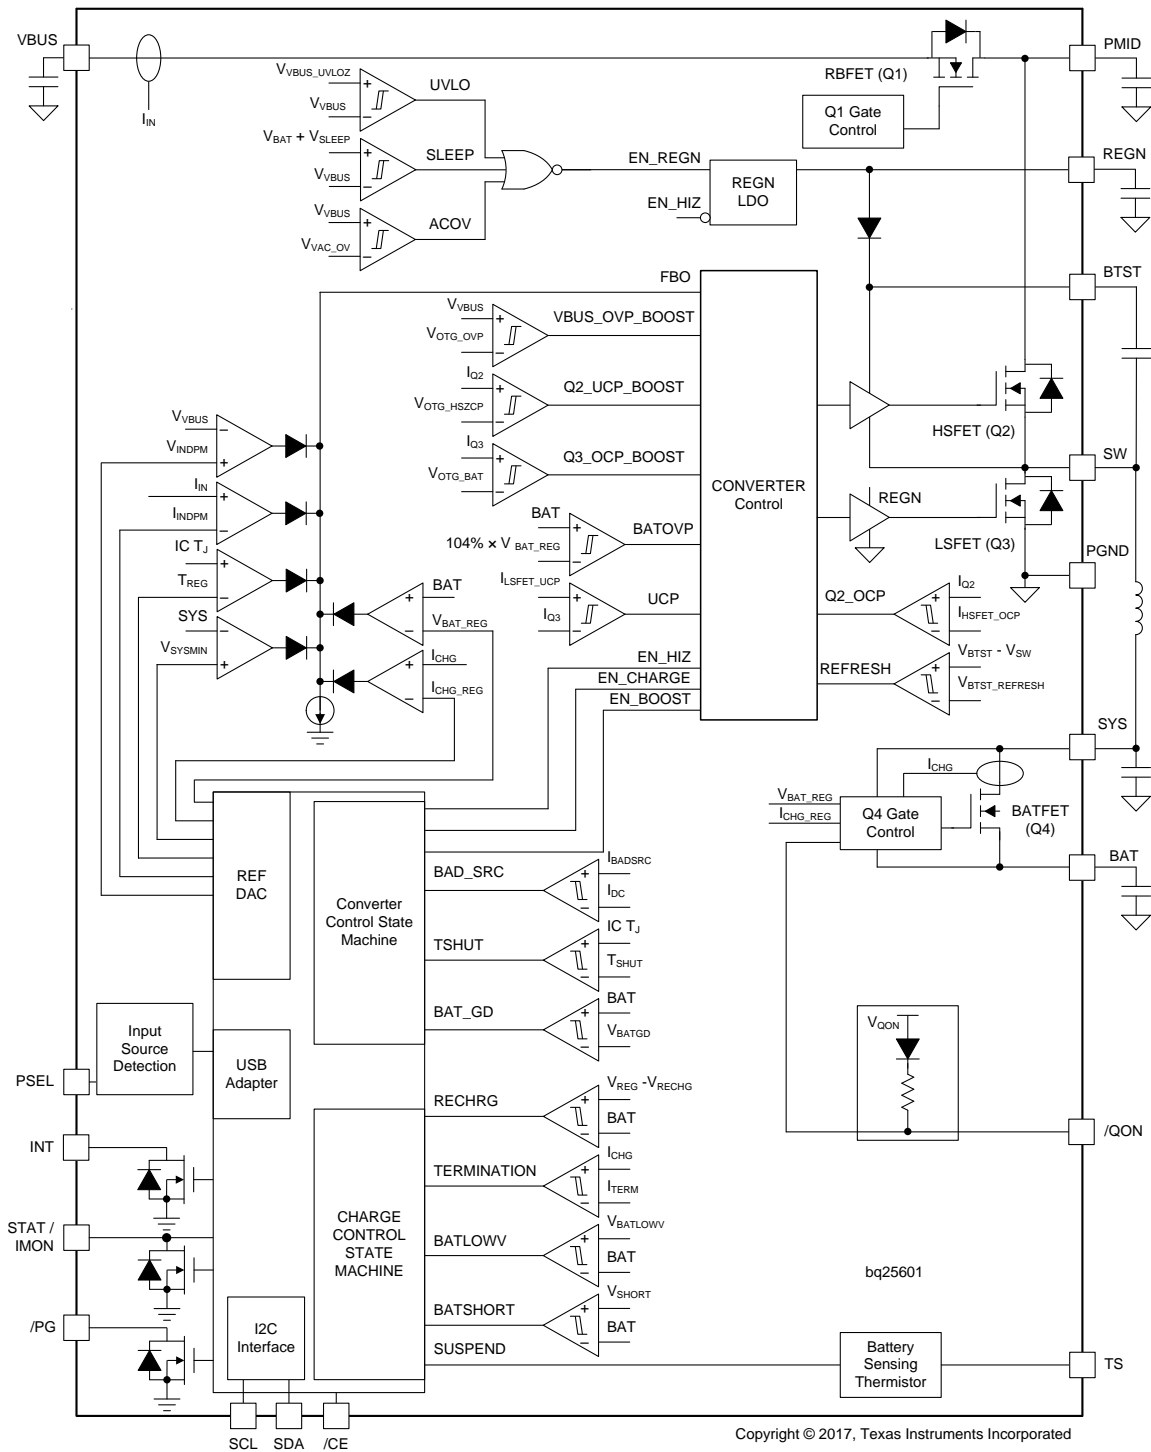 VBUS
PMID
RBFET (Q1)
VVBUS_UVLOZ
UVLO
VVBUS
IIN
Q1 Gate
Control
VBAT + VSLEEP
SLEEP
VVBUS
EN_REGN
REGN
REGN
LDO
EN_HIZ
VVBUS
ACOV
VVAC_OV
FBO
BTST
VVBUS
VBUS_OVP_BOOST
VOTG_OVP
IQ2
Q2_UCP_BOOST
VOTG_HSZCP
HSFET (Q2)
VVBUS
VINDPM
IQ3
Q3_OCP_BOOST
VOTG_BAT
SW
CONVERTER
Control
IIN
IINDPM
REGN
BAT
BATOVP
104% × V BAT_REG
LSFET (Q3)
PGND
IC TJ
TREG
BAT
VBAT_REG
ILSFET_UCP
UCP
IQ3
Q2_OCP
IQ2
IHSFET_OCP
SYS
VSYSMIN
ICHG
ICHG_REG
EN_HIZ
EN_CHARGE
EN_BOOST
REFRESH
VBTST - VSW
VBTST_REFRESH
SYS
ICHG
VBAT_REG
ICHG_REG
Q4 Gate
Control
BATFET
(Q4)
BAT
REF
DAC
Converter
Control State
Machine
BAD_SRC
IBADSRC
IDC
TSHUT
IC TJ
TSHUT
BAT_GD
BAT
VBATGD
Input
Source
Detection
USB
Adapter
VQON
PSEL
RECHRG
VREG -VRECHG
BAT
/QON
INT
TERMINATION
ICHG
ITERM
STAT /
IMON
CHARGE
CONTROL
STATE
MACHINE
BATLOWV
VBATLOWV
BAT
bq25601
/PG
I2C
Interface
BATSHORT
VSHORT
BAT
SUSPEND
Battery
Sensing
Thermistor
TS
SCL
SDA
/CE
Copyright © 2017, Texas Instruments Incorporated